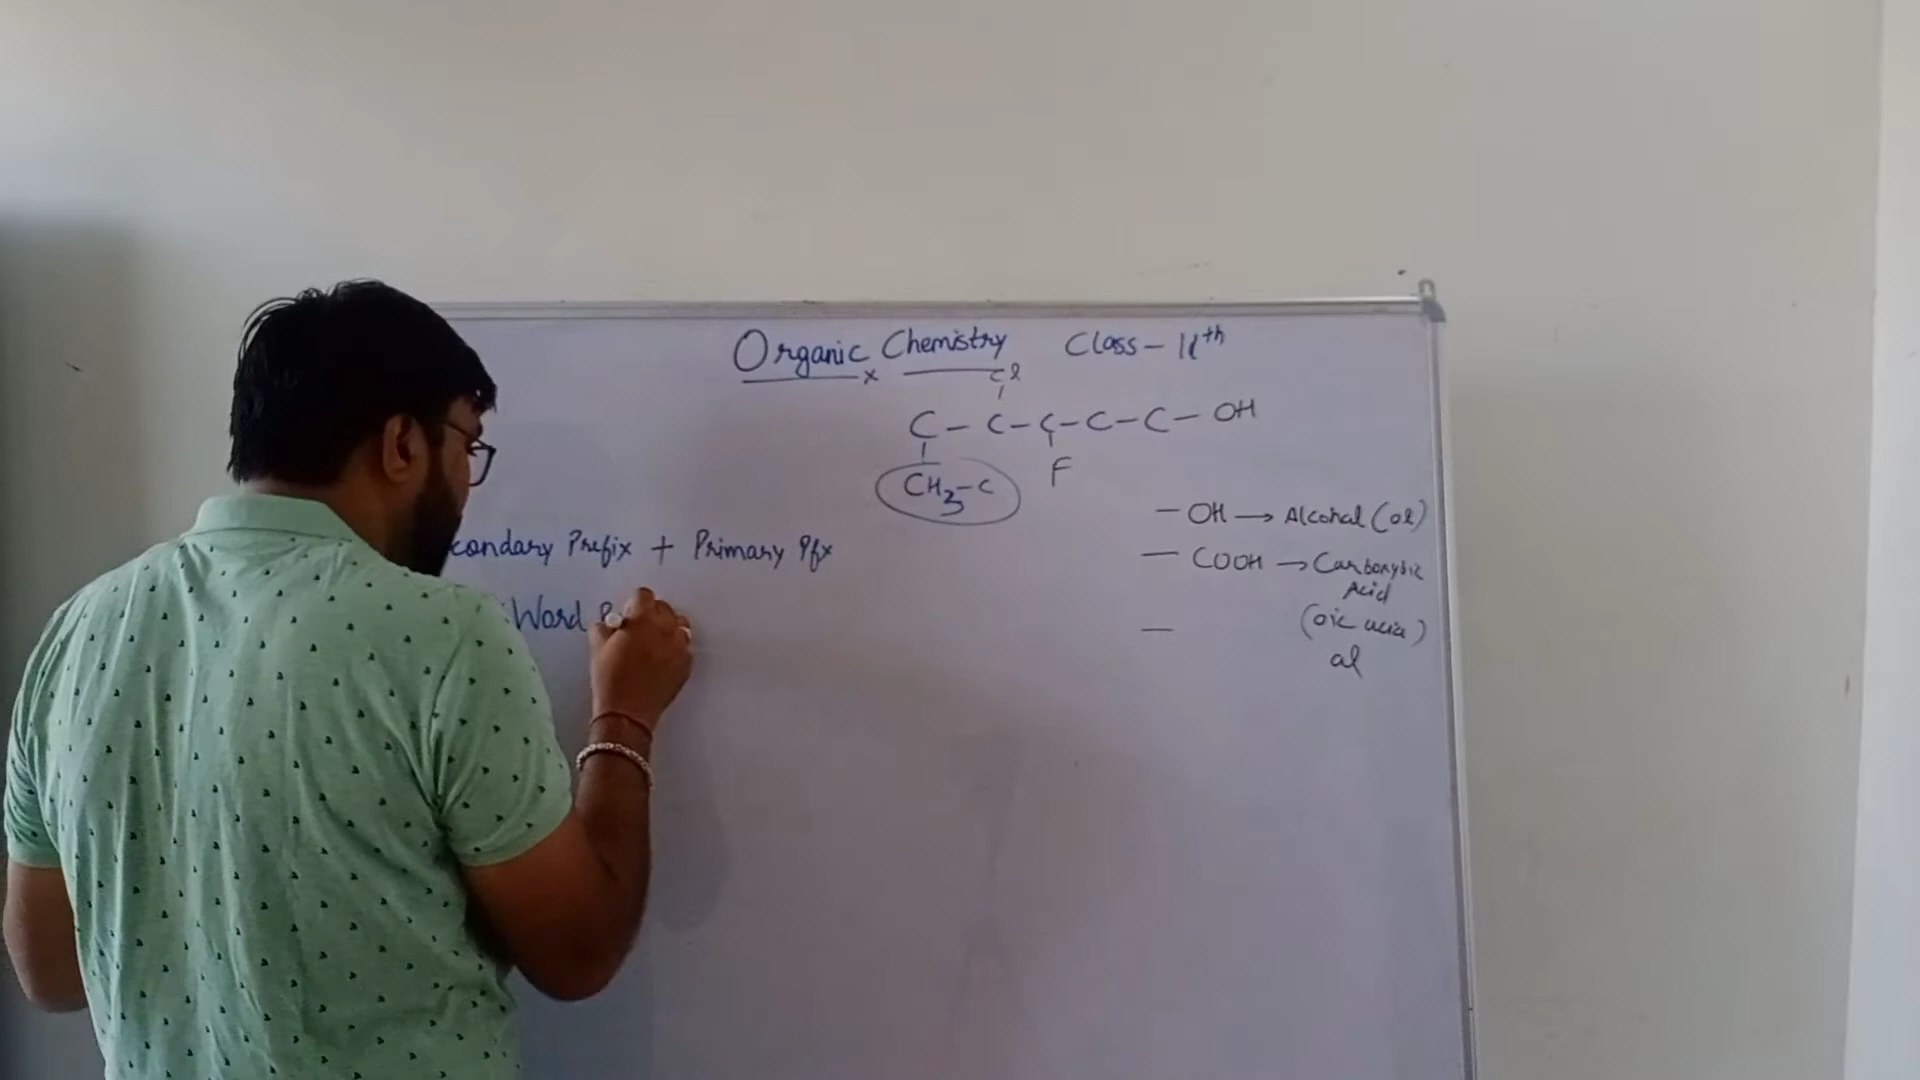 Organic Chemistry Class - 11th
x
Cl
C - C - C - C - C - OH
CH3-C F
- OH → Alcohal (ol)
condary Prefix + Primary Pfx
- COOH → Carboxylic
Acid
Word
- (oic acid)
al